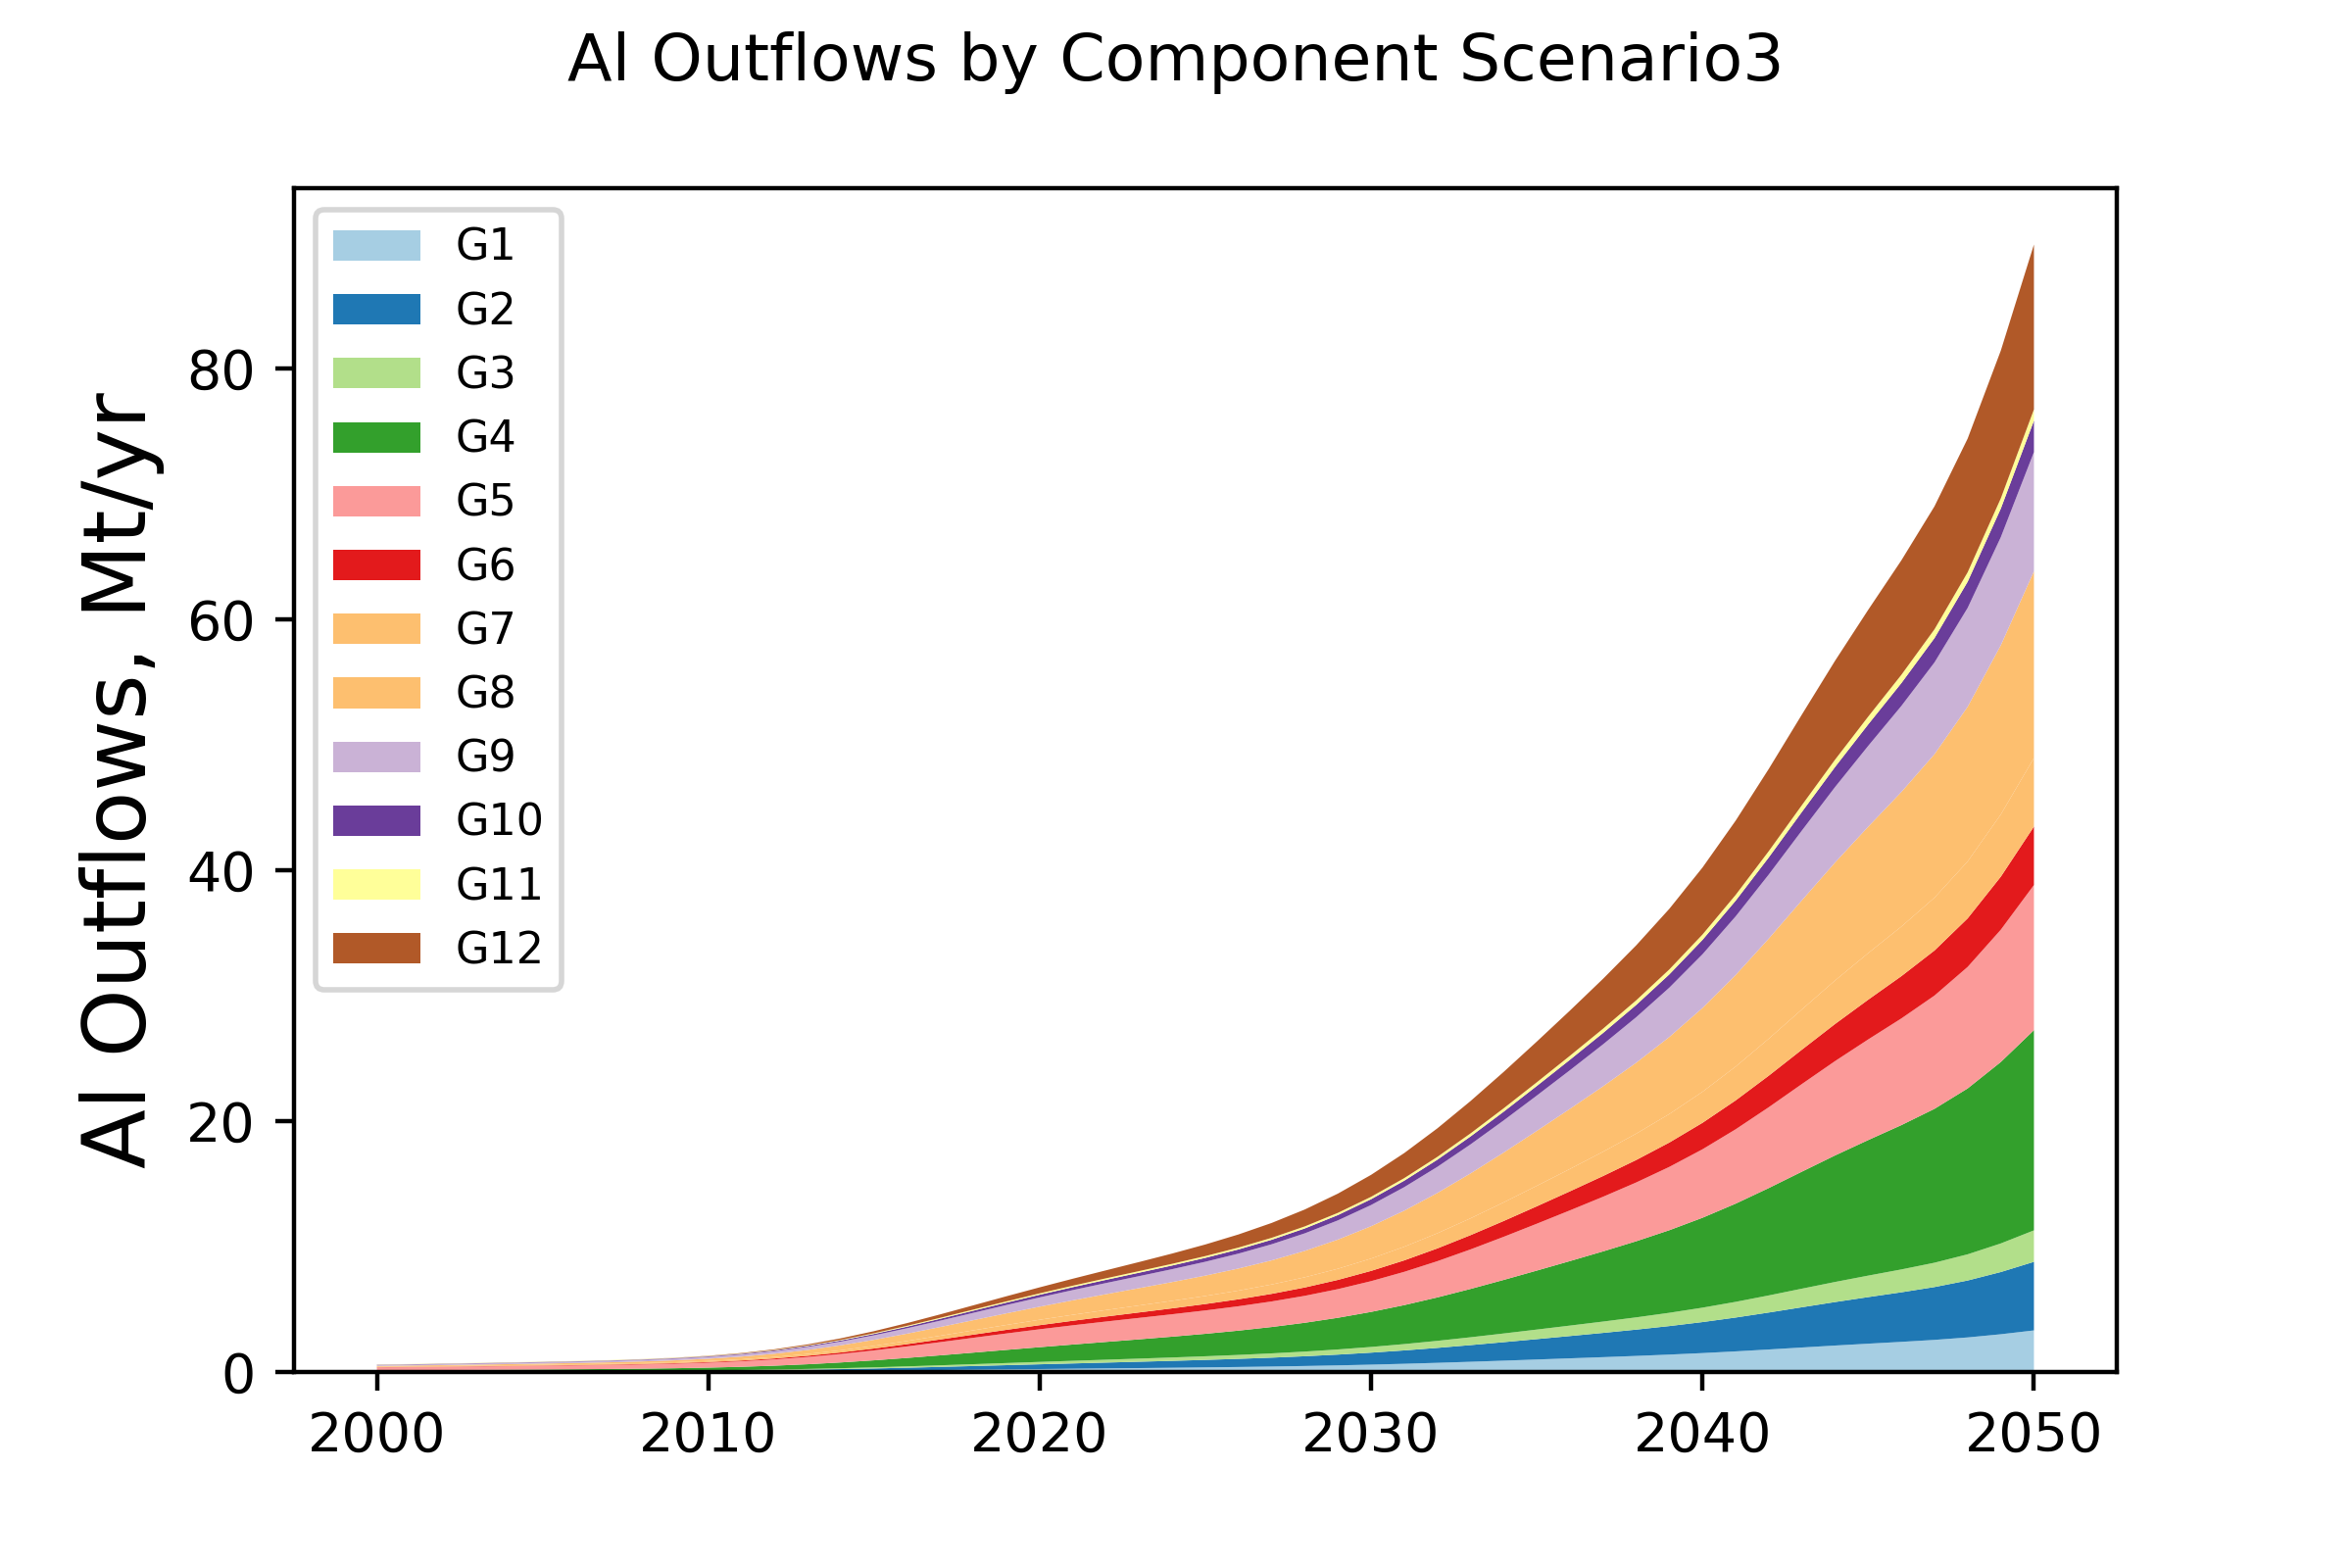 Al Outflows by Component Scenario3
Al Outflows, Mt/yr
G1
G2
G3
G4
G5
G6
G7
G8
G9
G10
G11
G12
80
60
40
20
0
2000
2010
2020
2030
2040
2050